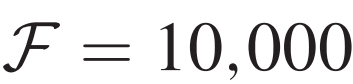 ℱ = 10,000